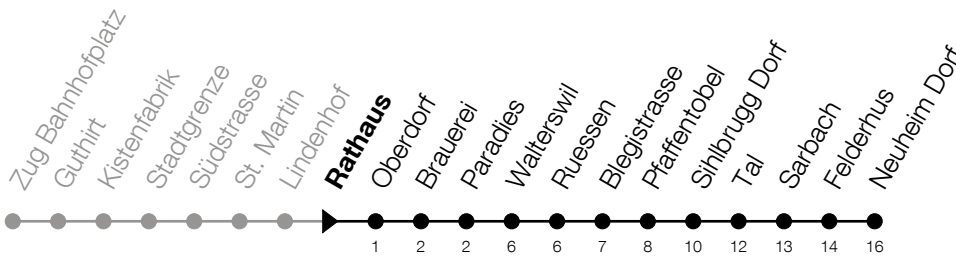 Zug Bahnhofplatz
Guthirt
Kistenfabrik
Stadtgrenze
Südstrasse
St. Martin
Lindenhof
Rathaus
Oberdorf
Brauerei
Paradies
Walterswil
Ruessen
Blegistrasse
Pfaffentobel
Sihlbrugg Dorf
Tal
Sarbach
Felderhus
Neuheim Dorf
1 2 2 6 6 7 8 10 12 13 14 16